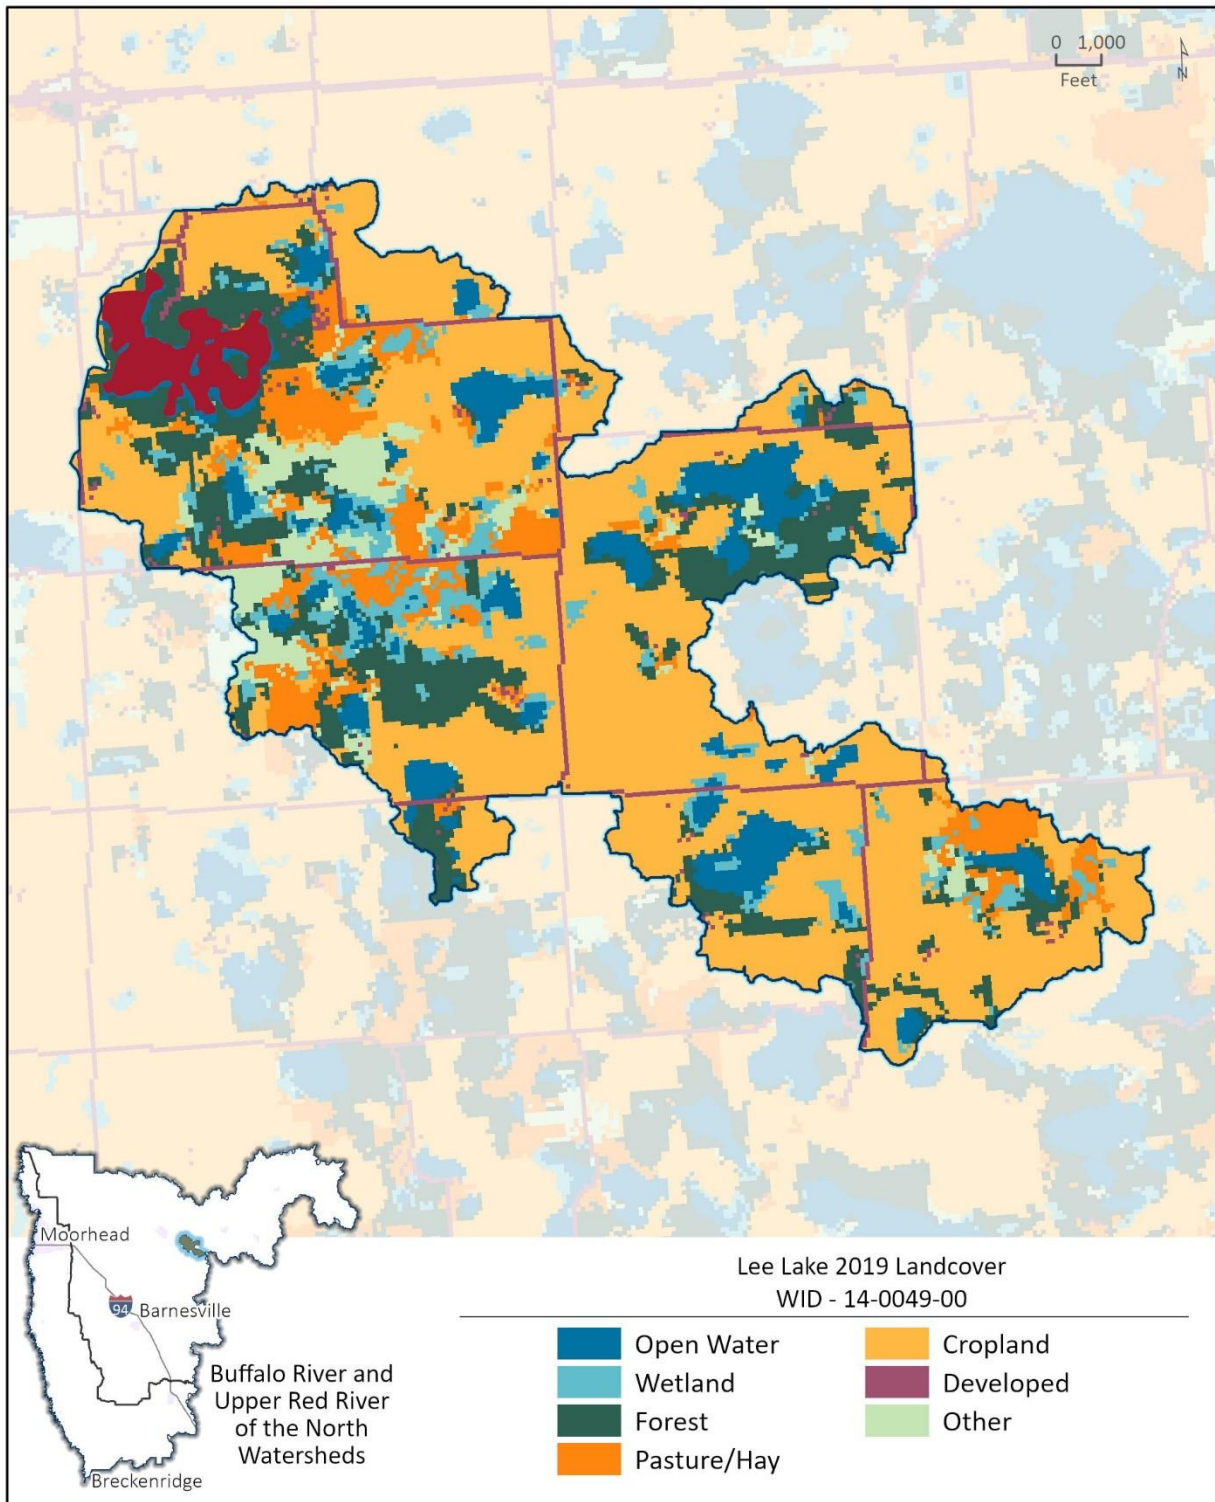 0 1,000
Feet
N
Moorhead
94
Barnesville
Buffalo River and
Upper Red River
of the North
Watersheds
Breckenridge
Lee Lake 2019 Landcover
WID - 14-0049-00
Open Water
Wetland
Forest
Pasture/Hay
Cropland
Developed
Other